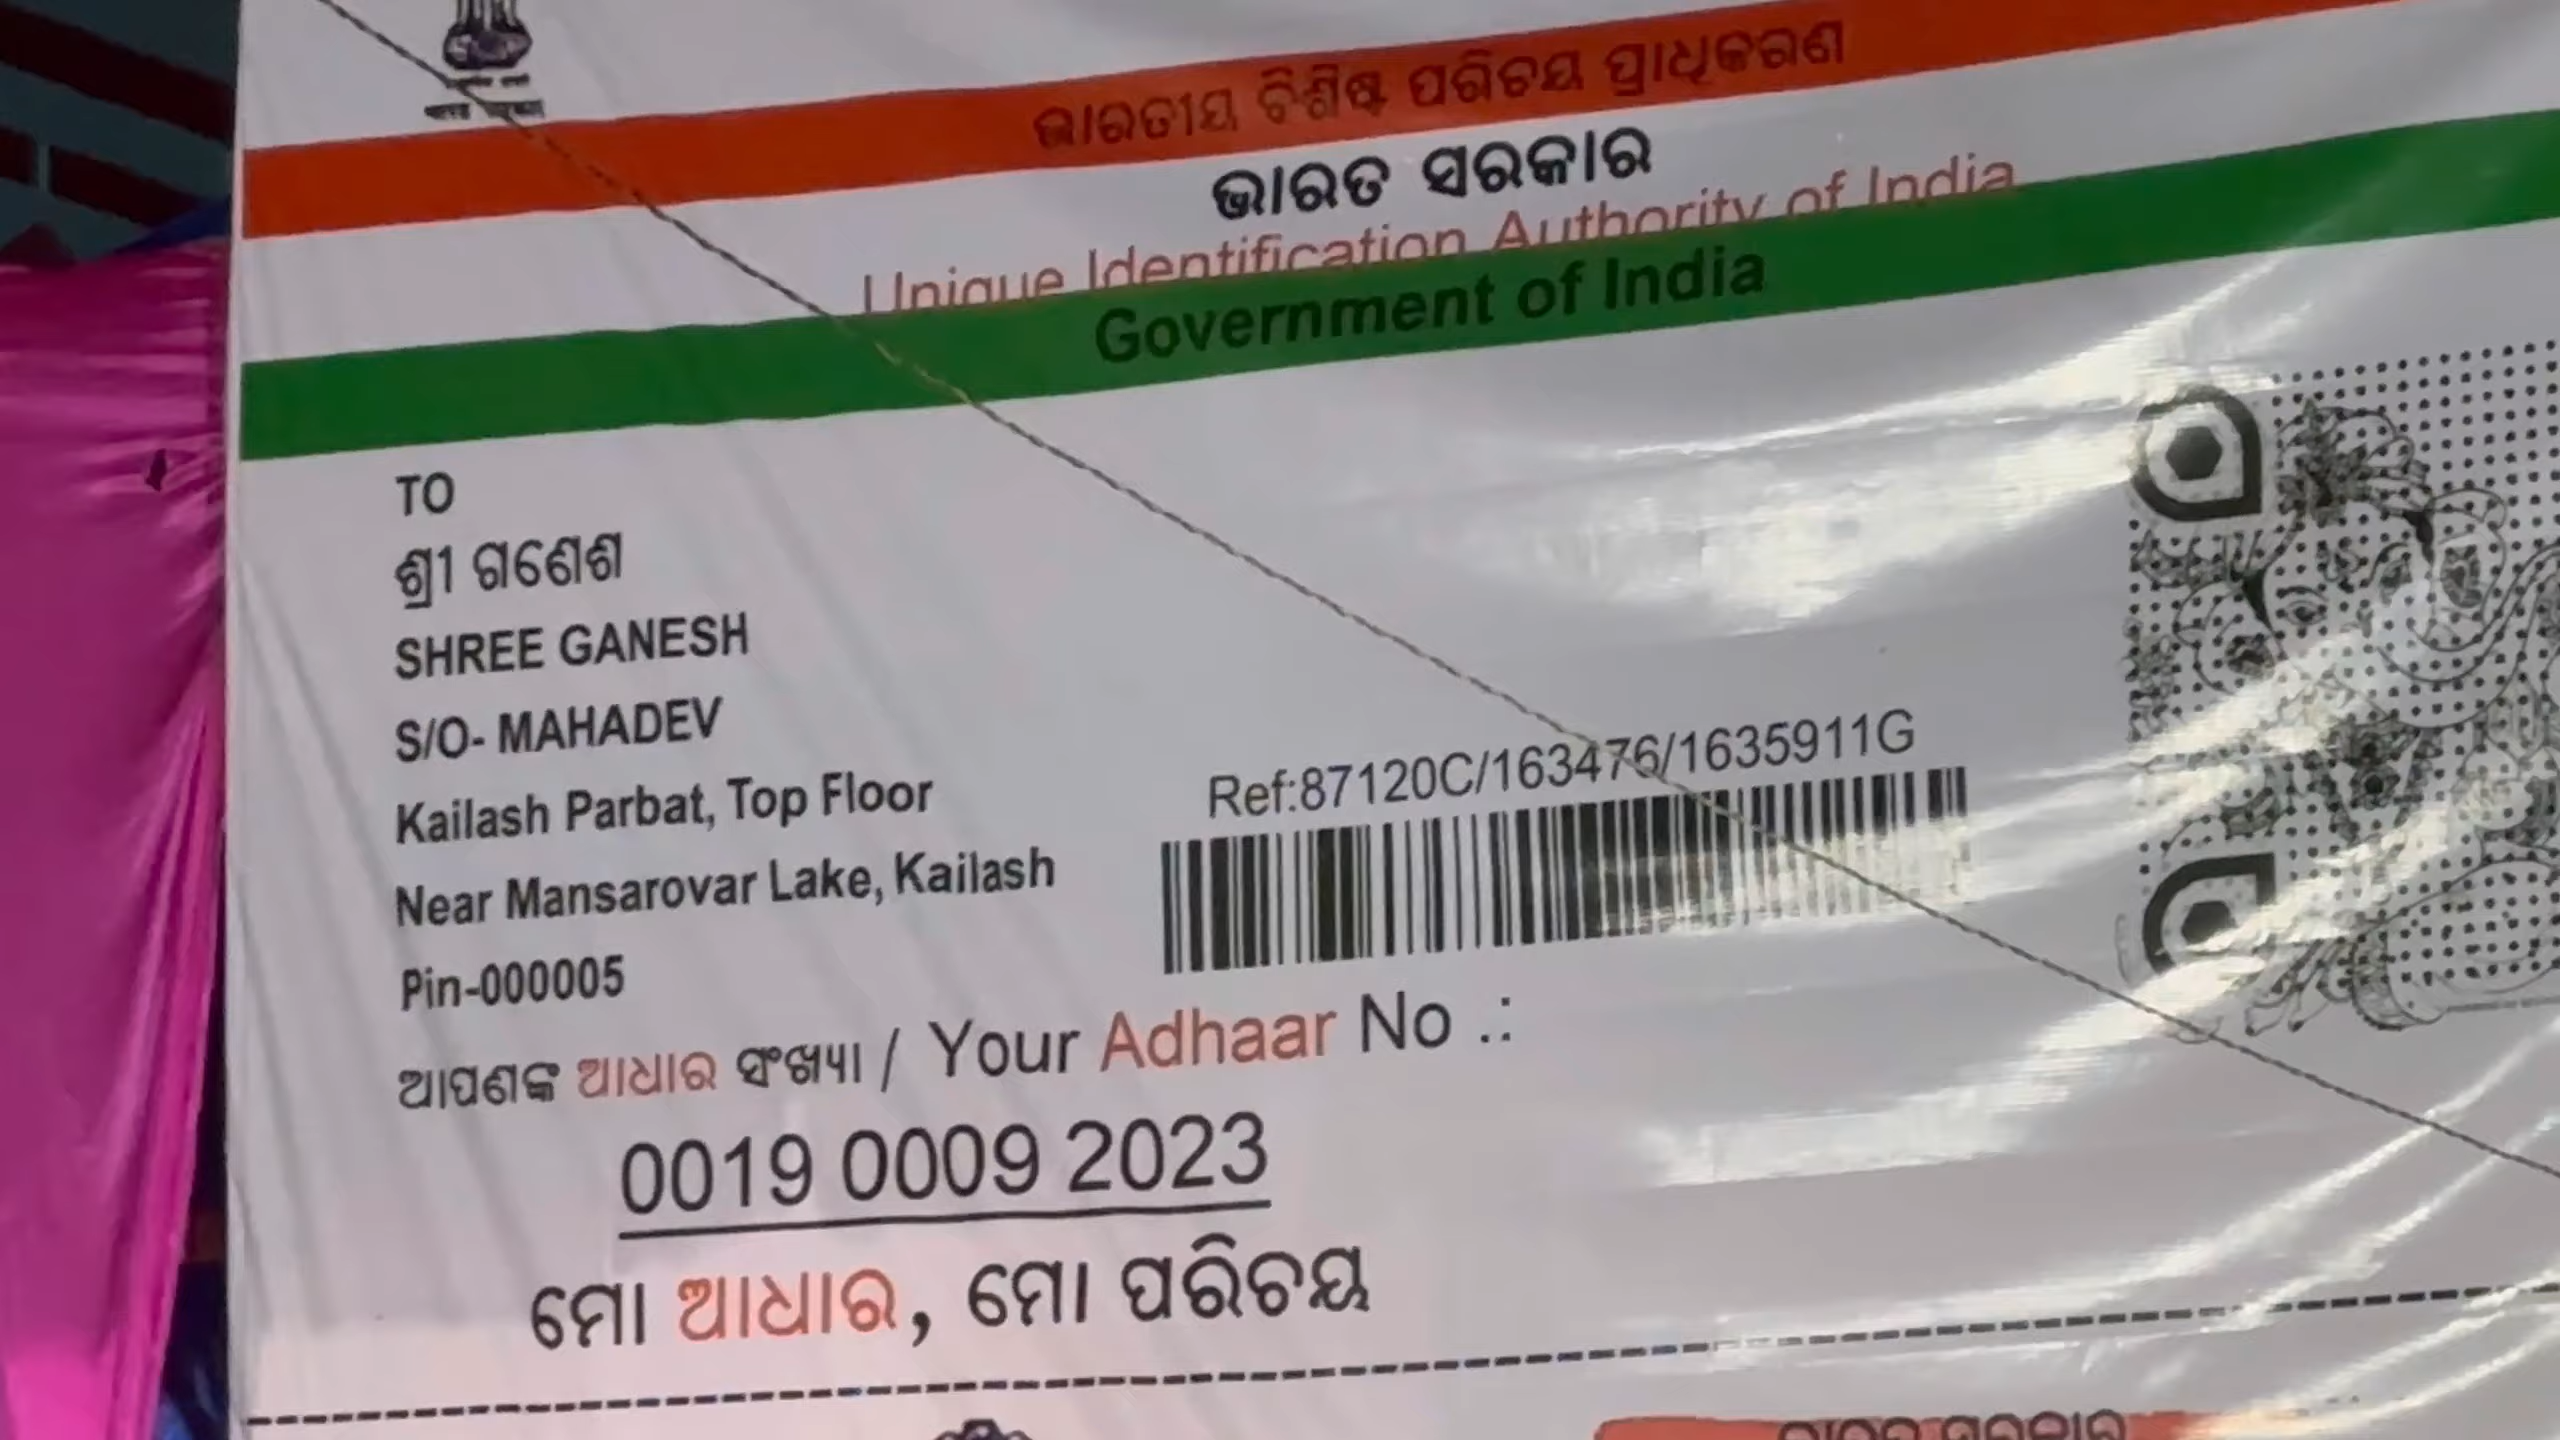 ଭାରତୀୟ ବିଶିଷ୍ଟ ପରିଚୟ ପ୍ରାଧିକରଣ
ଭାରତ ସରକାର
Unique Identification Authority of India
Government of India
TO
ଶ୍ରୀ ଗଣେଶ
SHREE GANESH
S/O- MAHADEV
Kailash Parbat, Top Floor
Near Mansarovar Lake, Kailash
Pin-000005
Ref:87120C/163476/1635911G
ଆପଣଙ୍କ ଆଧାର ସଂଖ୍ୟା / Your Adhaar No .:
0019 0009 2023
ମୋ ଆଧାର, ମୋ ପରିଚୟ
ଭାରତ ସରକାର